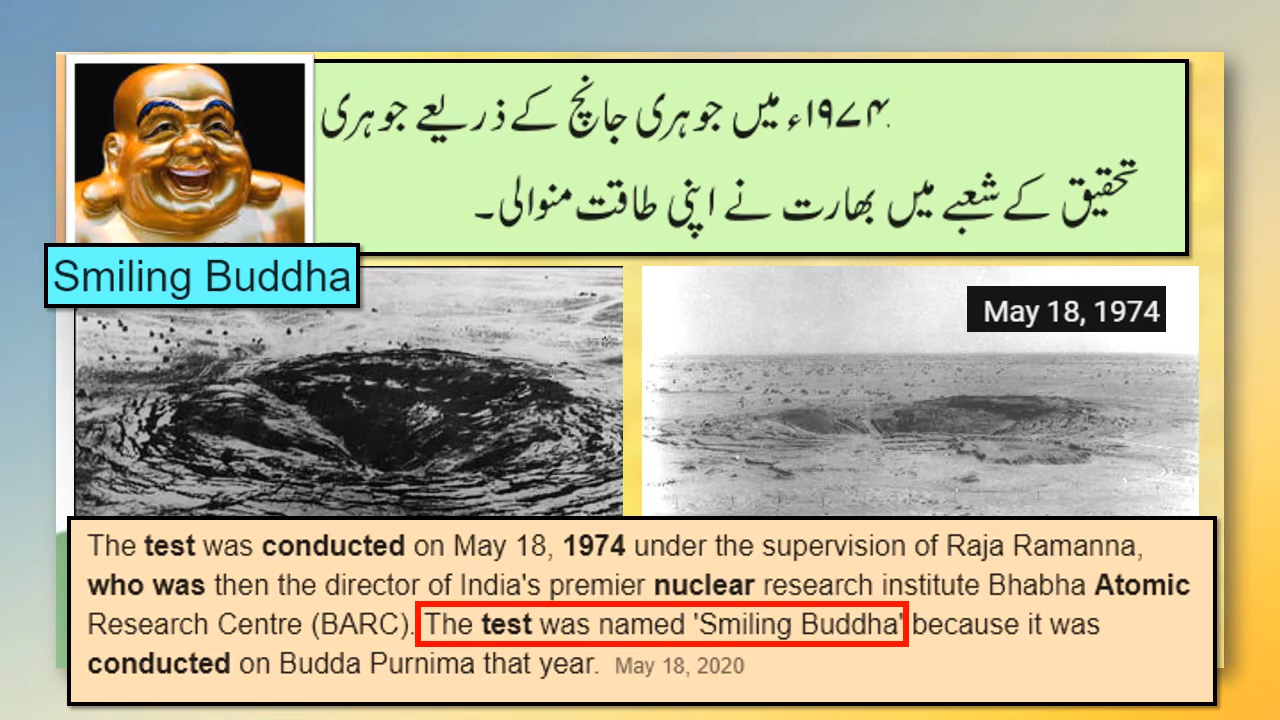 ۱۹۷۴ء میں جوہری جانچ کے ذریعے جوہری
تحقیق کے شعبے میں بھارت نے اپنی طاقت منوالی۔
Smiling Buddha
May 18, 1974
The test was conducted on May 18, 1974 under the supervision of Raja Ramanna,
who was then the director of India's premier nuclear research institute Bhabha Atomic
Research Centre (BARC). The test was named 'Smiling Buddha' because it was
conducted on Budda Purnima that year. May 18, 2020